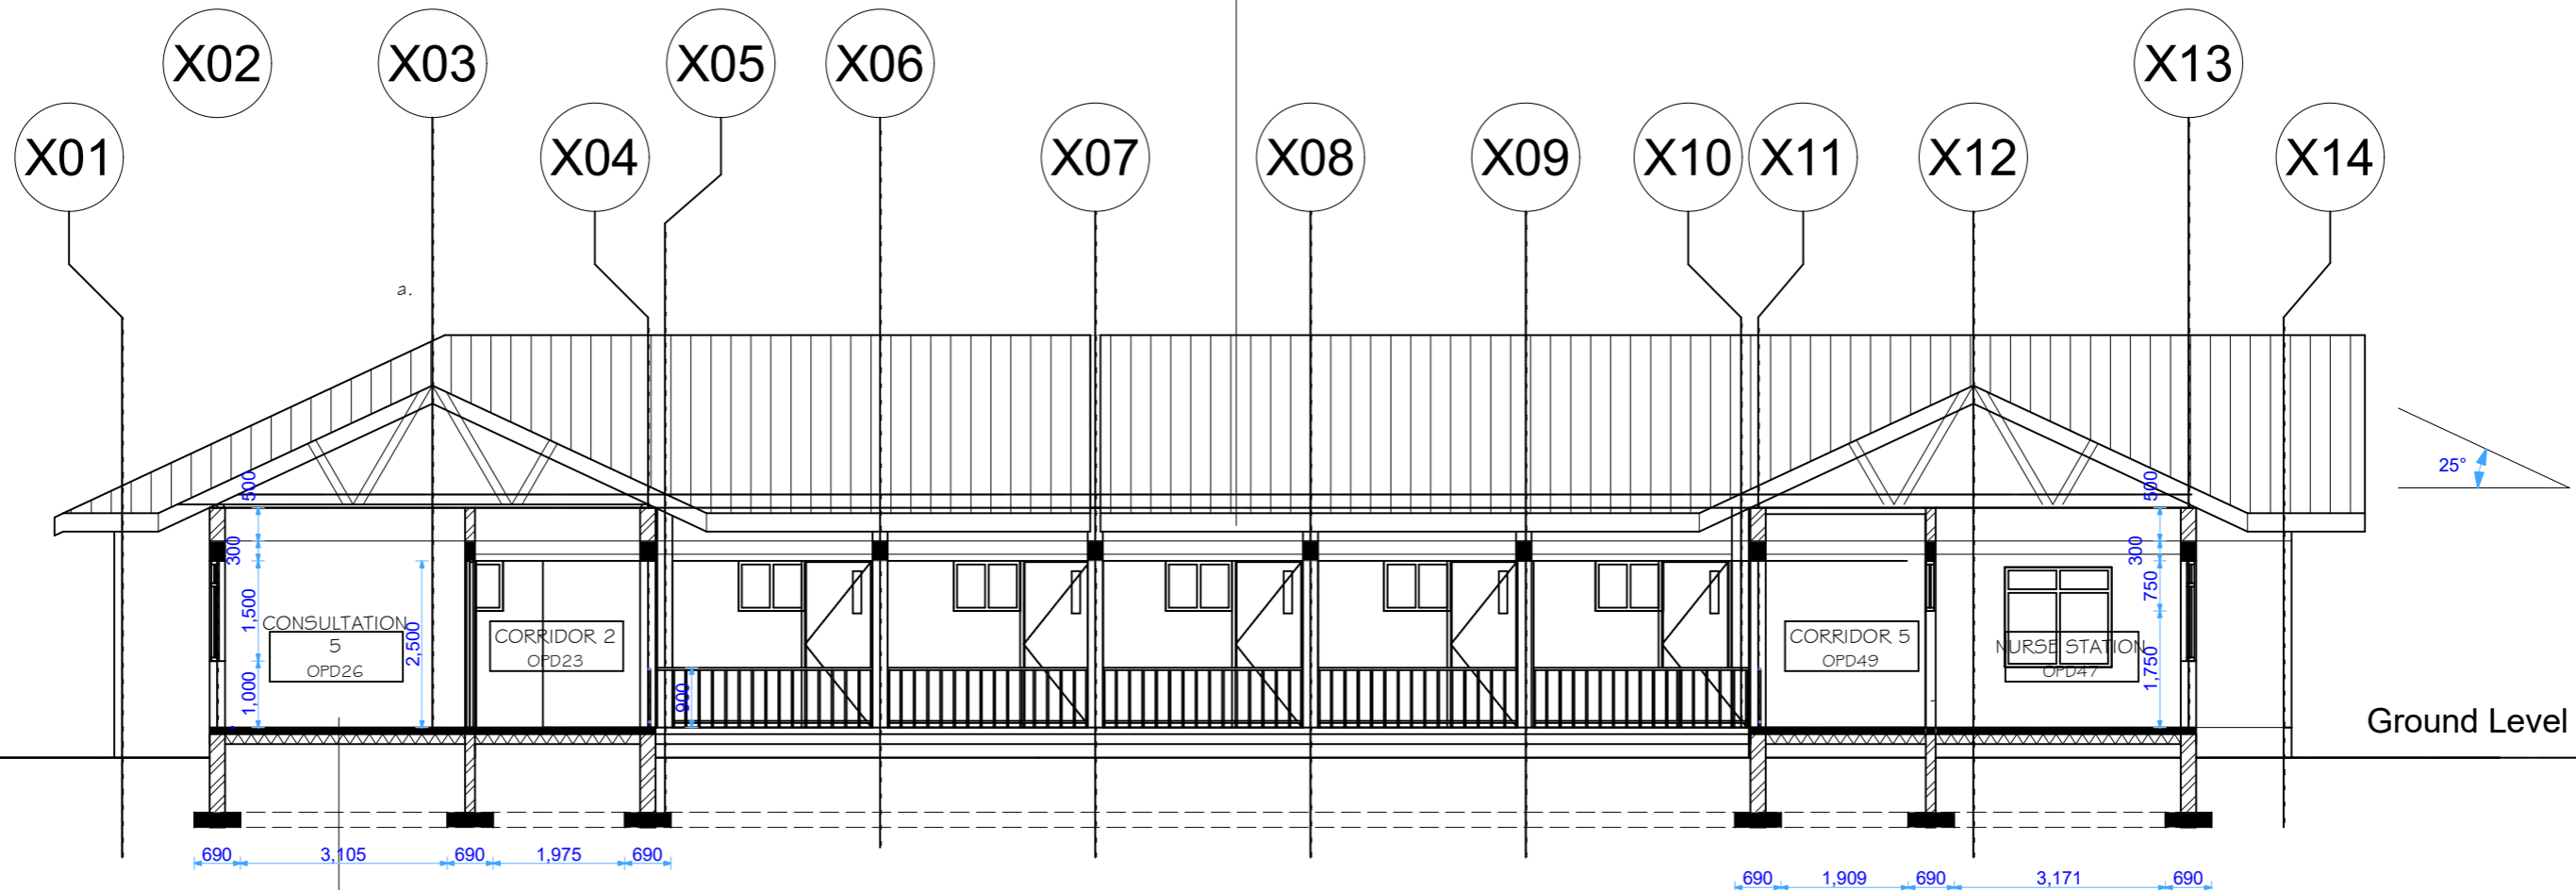 X02 X03 X05 X06 X13
X01 X04 X07 X08 X09 X10 X11 X12 X14
a.
25°
500
300
1,500
1,000
2,500
CONSULTATION
5
OPD26
CORRIDOR 2
OPD23
900
CORRIDOR 5
OPD49
NURSE STATION
OPD47
500
300
750
1,750
Ground Level
690 3,105 690 1,975 690
690 1,909 690 3,171 690